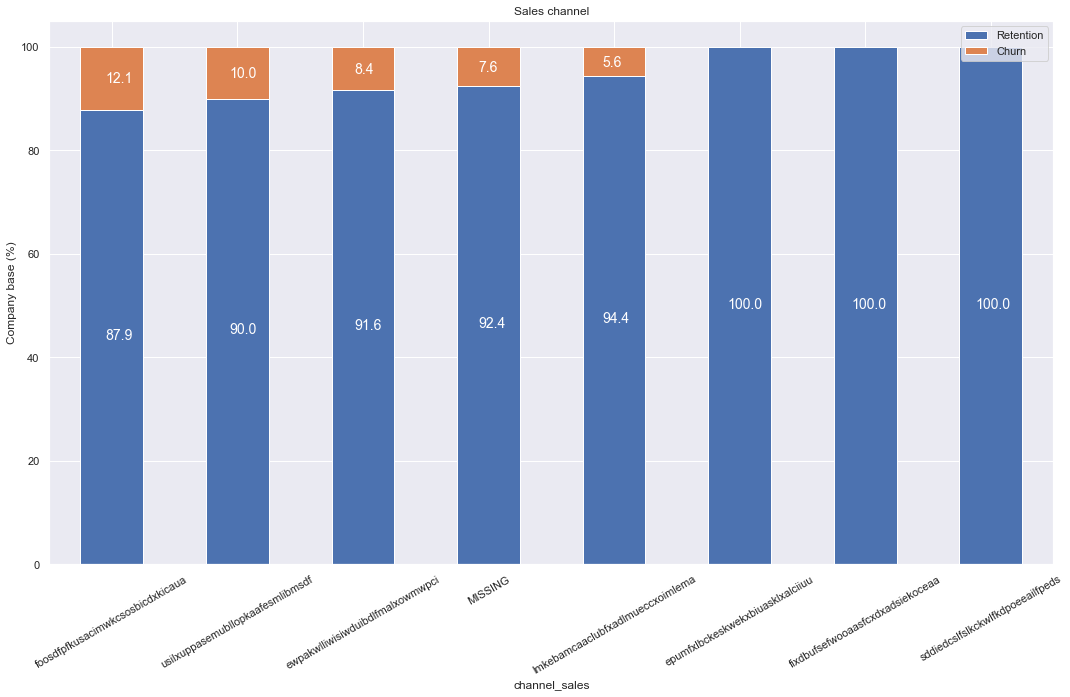 Sales channel
Retention
Churn
100
80
60
40
20
0
Company base (%)
12.1
10.0
8.4
7.6
5.6
87.9
90.0
91.6
92.4
94.4
100.0
100.0
100.0
foosdfpfkusacimwkcsosbicdxkicaua
usilxuppasemubllopkaafesmlibmsdf
ewpakwlliwisiwduibdlfmalxowmwpci
MISSING
lmkebamcaaclubfxadlmueccxoimlema
epumfxlbckeskwekxbiuasklxalciiuu
fixdbufsefwooaasfcxdxadsiekoceaa
sddiedcslfslkckwlfkdpoeeailfpeds
channel_sales